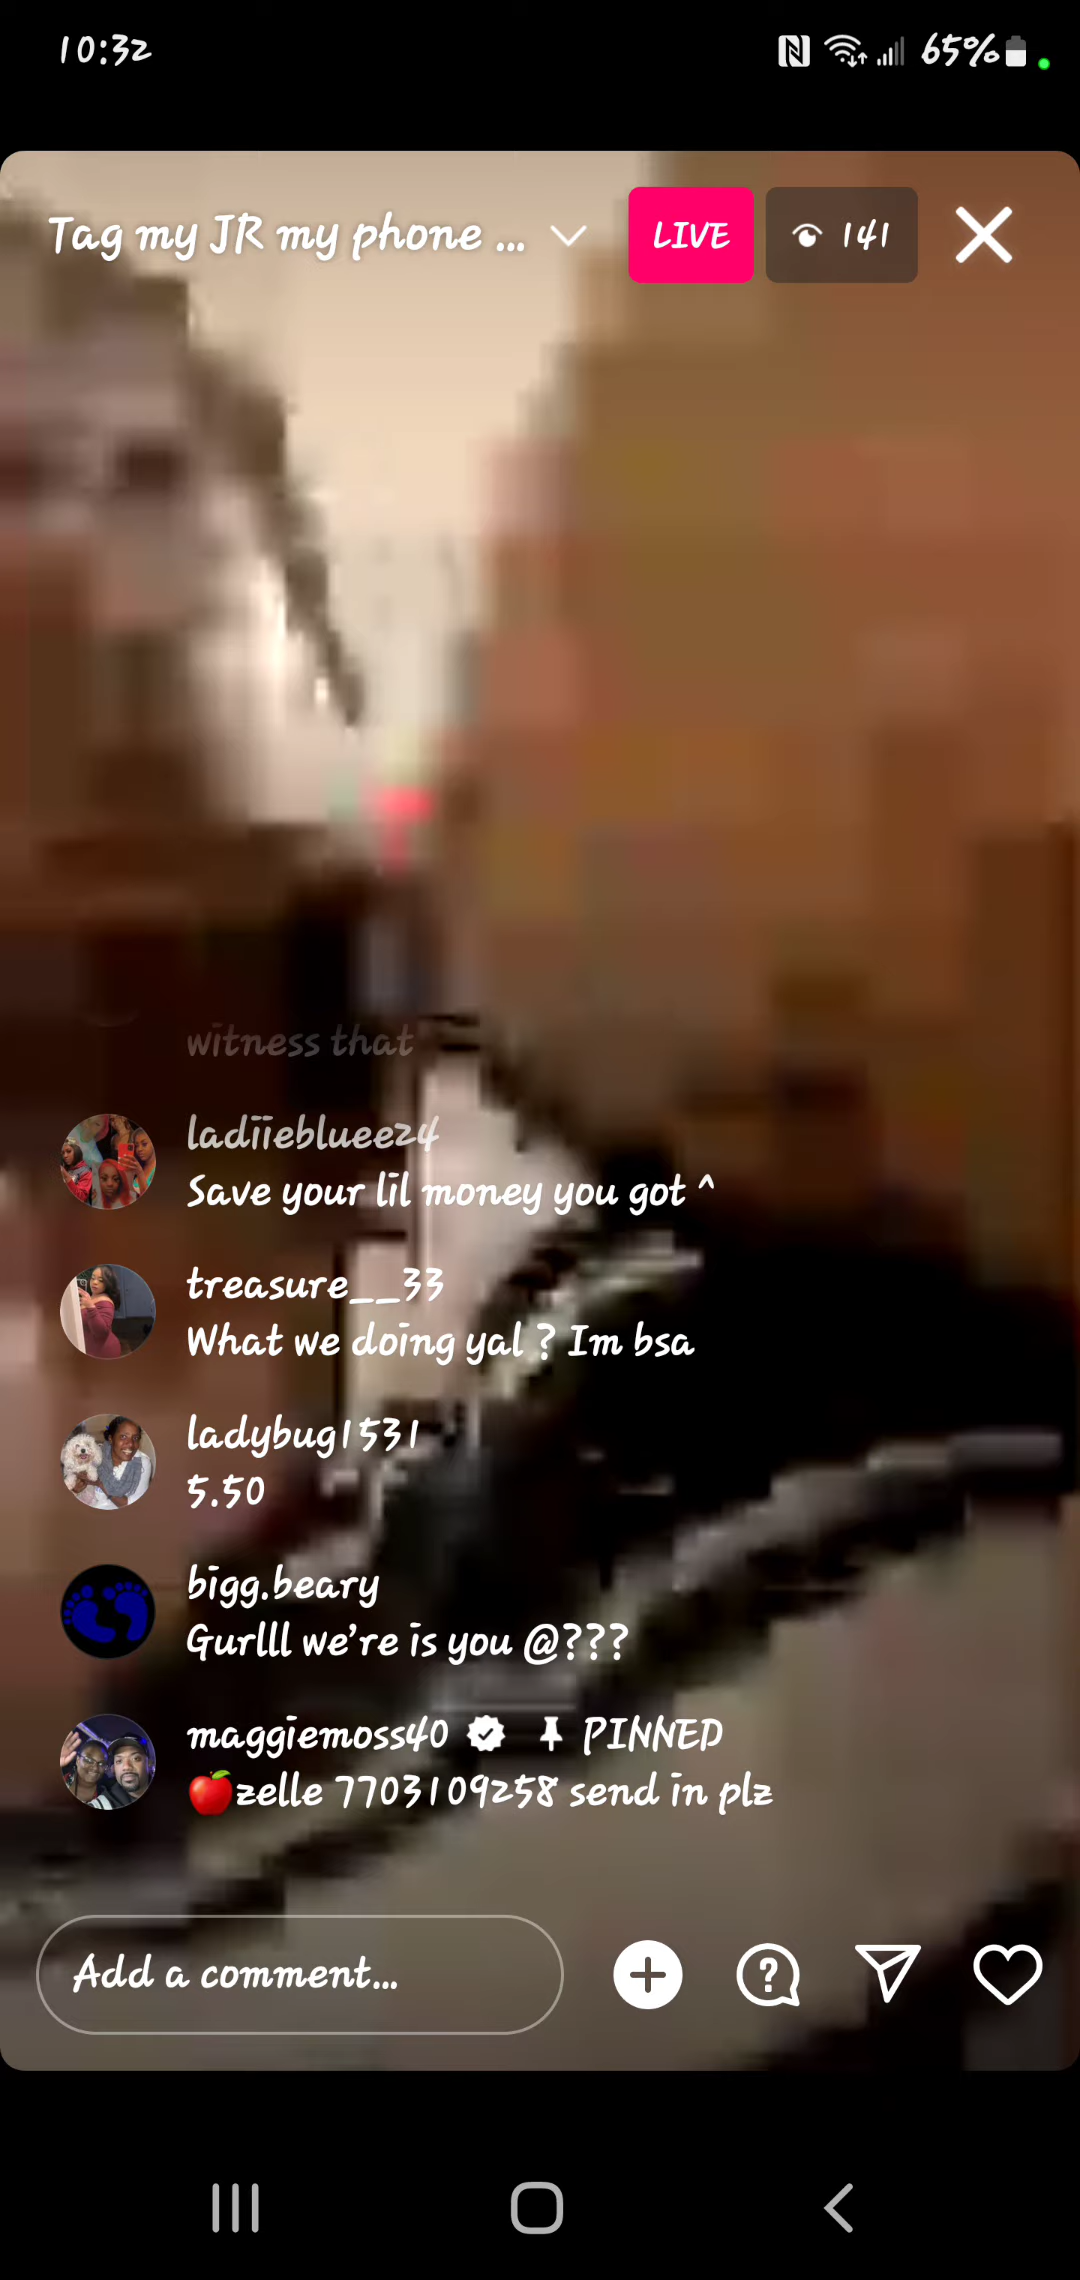 10:32
65%
Tag my JR my phone ...
LIVE
141
witness that
ladiiebluee24
Save your lil money you got ^
treasure__33
What we doing yal ? Im bsa
ladybug1531
5.50
bigg.beary
Gurlll we're is you @???
maggiemoss40 PINNED
🍎zelle 7703109258 send in plz
Add a comment...